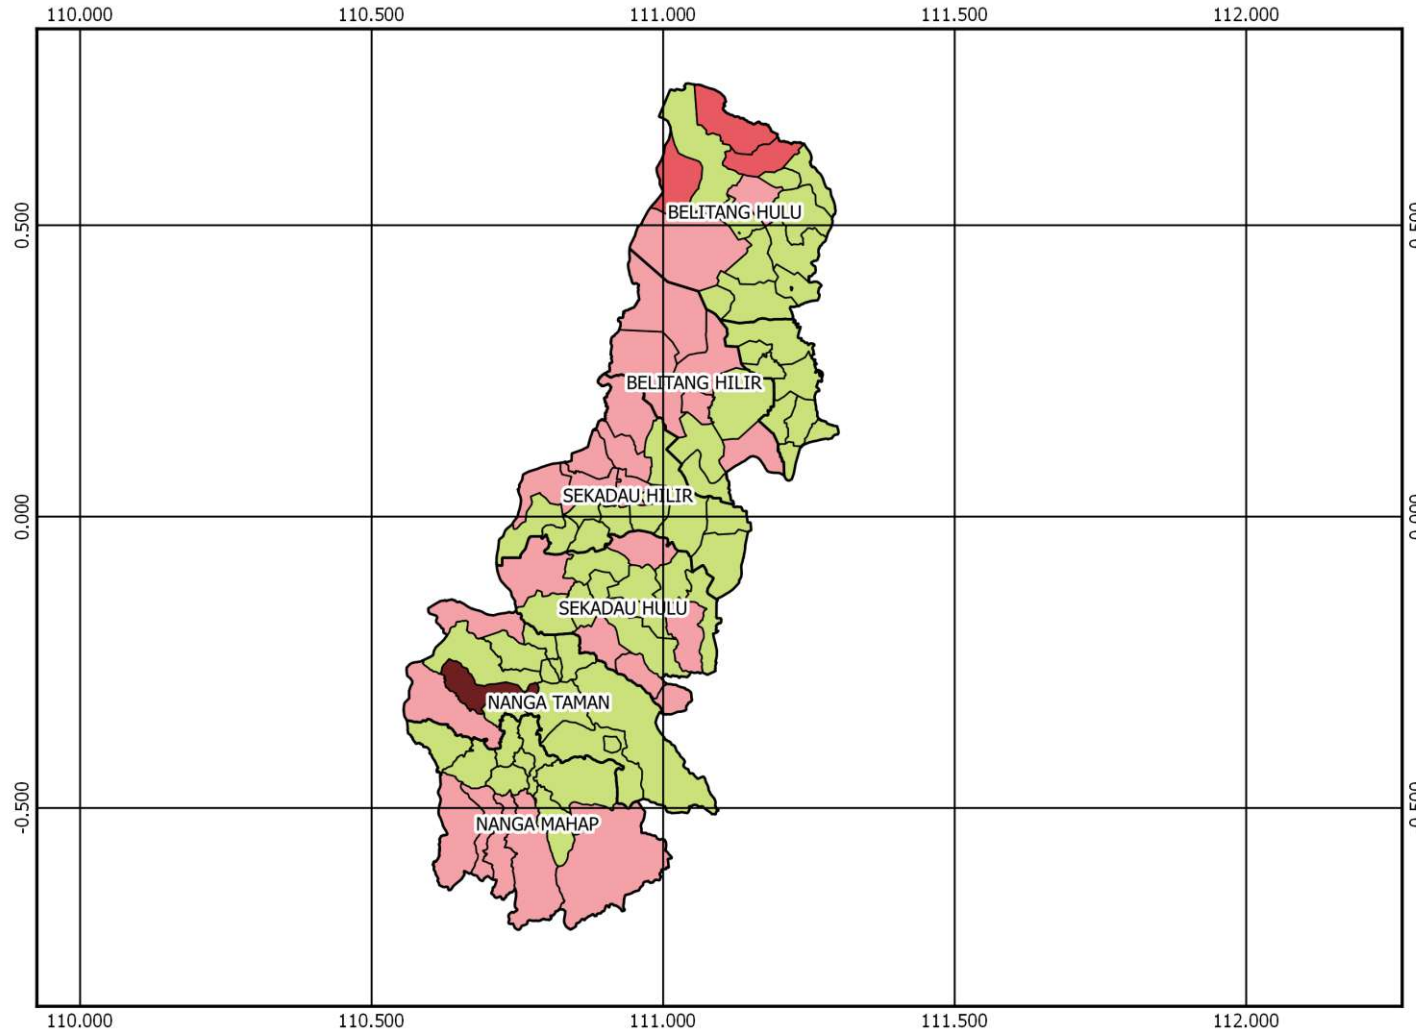 110.000 110.500 111.000 111.500 112.000
BELITANG HULU
0.500 0.500
BELITANG HILIR
SEKADAU HILIR
0.000 0.000
SEKADAU HULU
NANGA TAMAN
-0.500 0.500
NANGA MAHAP
110.000 110.500 111.000 111.500 112.000